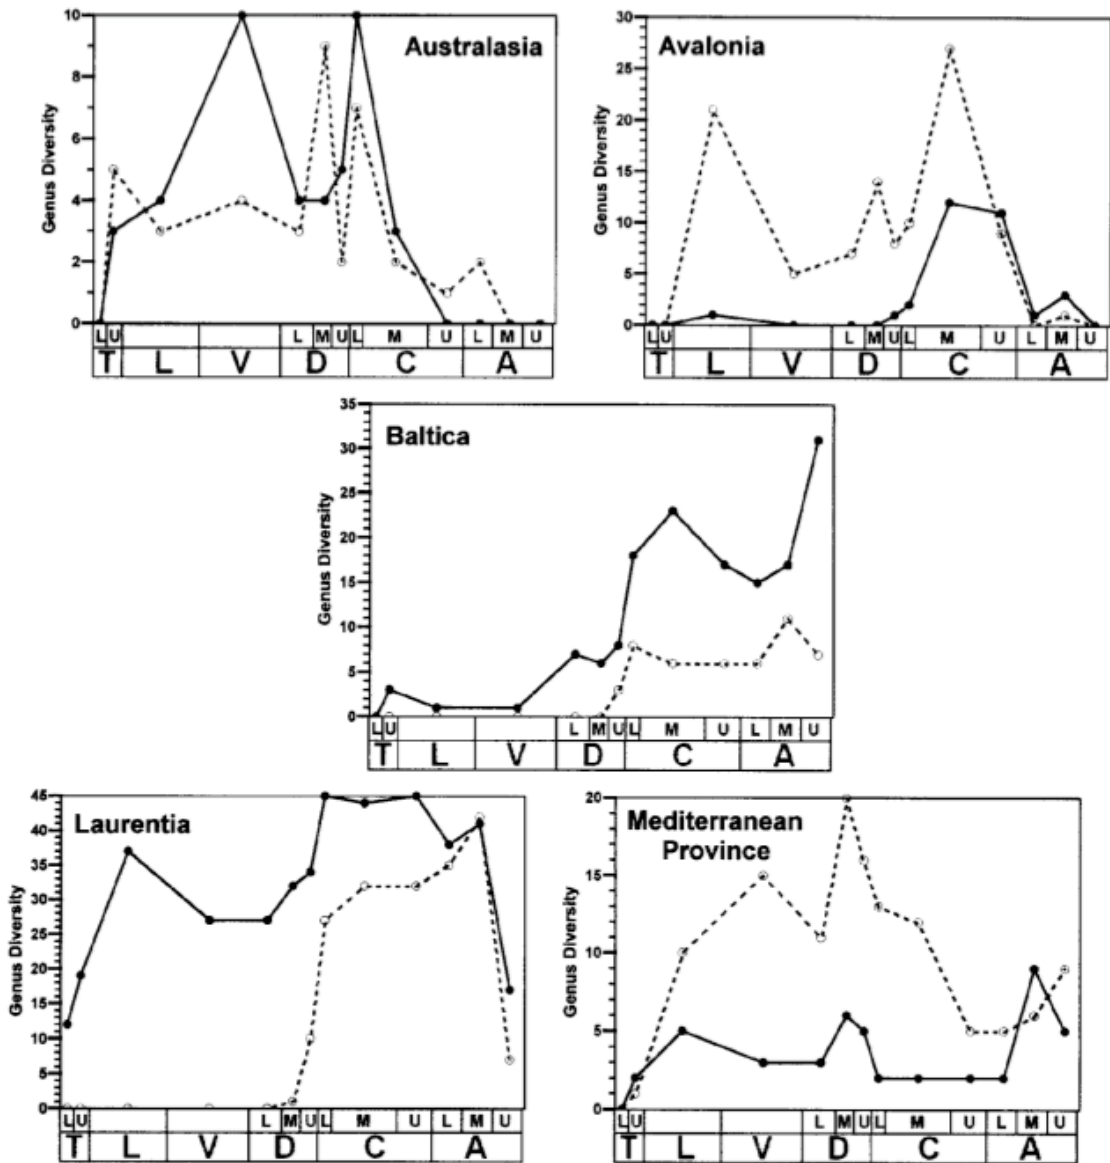 Australasia
Genus Diversity
10
8
6
4
2
0
L U L M U L M U L M U
T L V D C A
Avalonia
Genus Diversity
30
25
20
15
10
5
0
L U L M U L M U L M U
T L V D C A
Baltica
Genus Diversity
35
30
25
20
15
10
5
0
L U L M U L M U L M U
T L V D C A
Laurentia
Genus Diversity
45
40
35
30
25
20
15
10
5
0
L U L M U L M U L M U
T L V D C A
Mediterranean
Province
Genus Diversity
20
15
10
5
0
L U L M U L M U L M U
T L V D C A